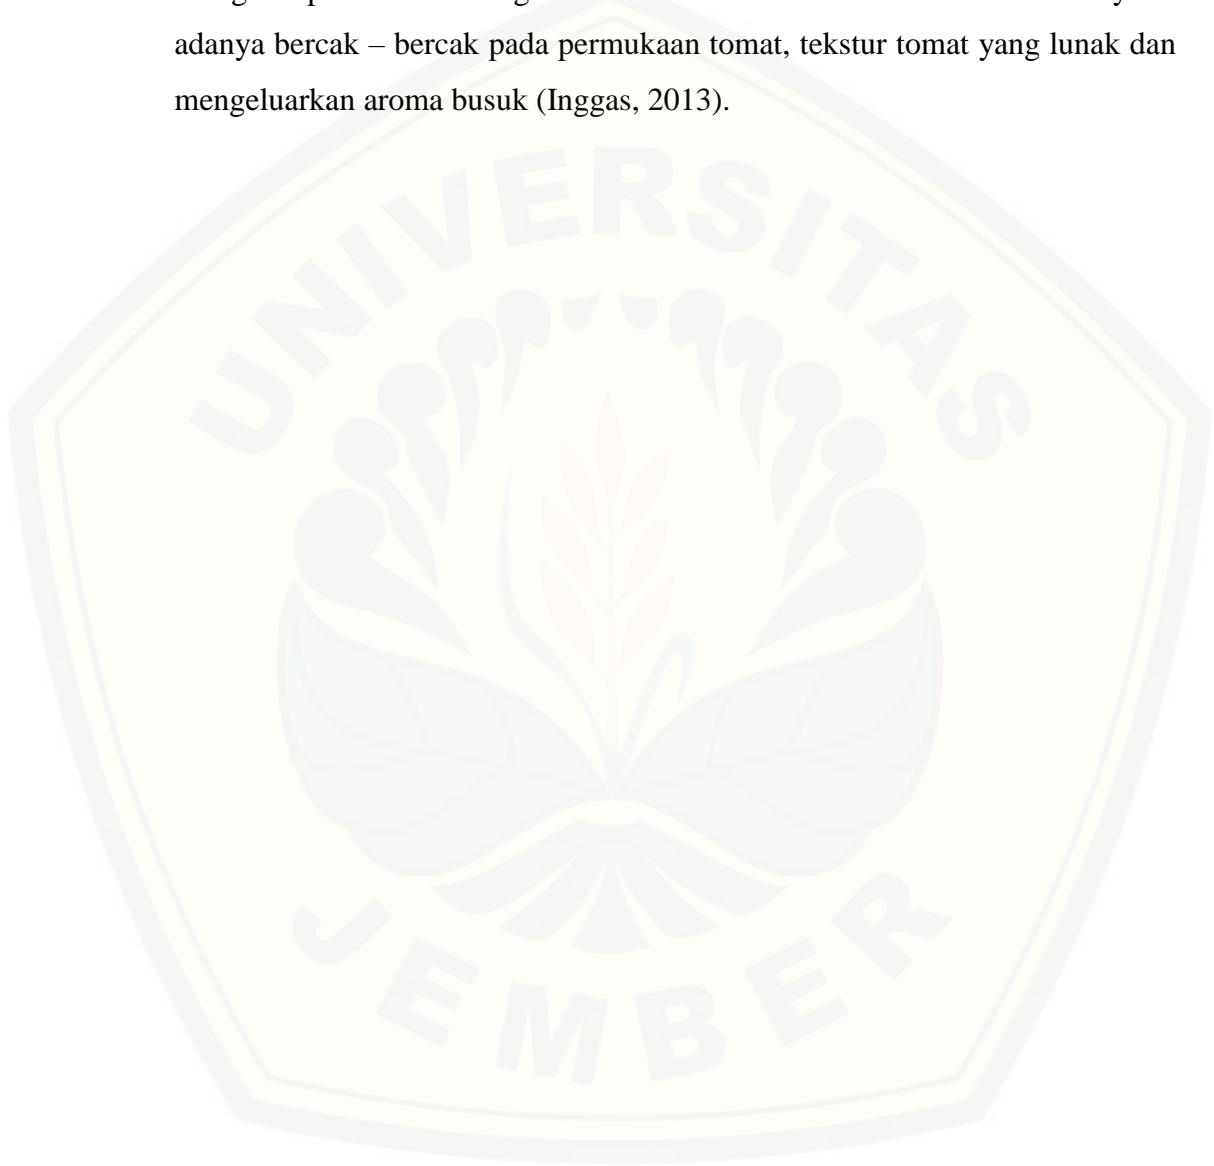 adanya bercak – bercak pada permukaan tomat, tekstur tomat yang lunak dan
mengeluarkan aroma busuk (Inggas, 2013).
UNIVERSITAS
JEMBER